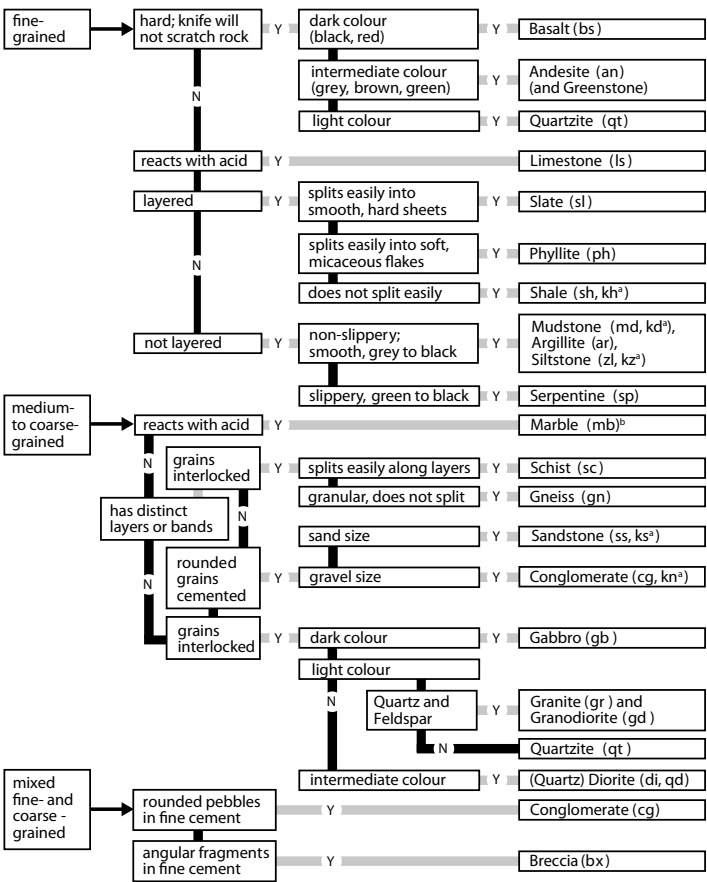 fine-
grained
hard; knife will
not scratch rock
Y
dark colour
(black, red)
Y
Basalt (bs)
intermediate colour
(grey, brown, green)
Y
Andesite (an)
(and Greenstone)
N
light colour
Y
Quartzite (qt)
reacts with acid
Y
Limestone (ls)
layered
Y
splits easily into
smooth, hard sheets
Y
Slate (sl)
splits easily into soft,
micaceous flakes
Y
Phyllite (ph)
N
does not split easily
Y
Shale (sh, khᵃ)
not layered
Y
non-slippery;
smooth, grey to black
Y
Mudstone (md, kdᵃ),
Argillite (ar),
Siltstone (zl, kzᵃ)
slippery, green to black
Y
Serpentine (sp)
medium-
to coarse-
grained
reacts with acid
Y
Marble (mb)ᵇ
N
grains
interlocked
Y
splits easily along layers
Y
Schist (sc)
granular, does not split
Y
Gneiss (gn)
has distinct
layers or bands
N
sand size
Y
Sandstone (ss, ksᵃ)
N
rounded
grains
cemented
Y
gravel size
Y
Conglomerate (cg, knᵃ)
grains
interlocked
Y
dark colour
Y
Gabbro (gb )
light colour
N
Quartz and
Feldspar
Y
Granite (gr ) and
Granodiorite (gd )
N
Quartzite (qt )
intermediate colour
Y
(Quartz) Diorite (di, qd)
mixed
fine- and
coarse -
grained
rounded pebbles
in fine cement
Y
Conglomerate (cg)
angular fragments
in fine cement
Y
Breccia (bx)